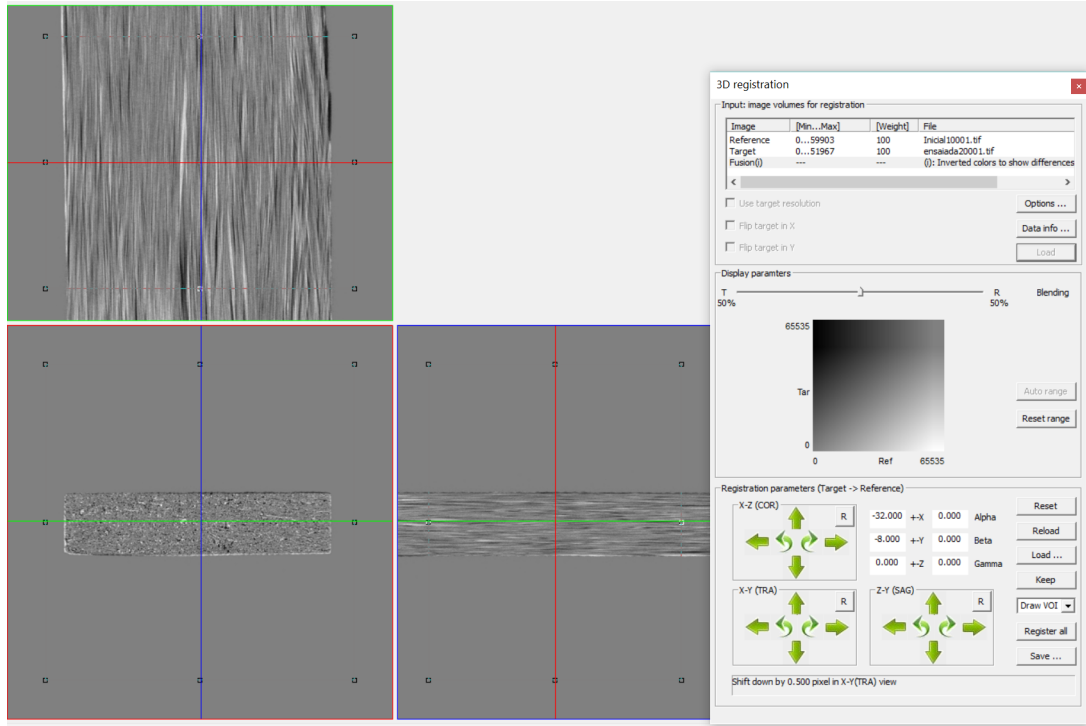 3D registration
Input: image volumes for registration
Image [Min...Max] [Weight] File
Reference 0...59903 100 Inicial10001.tif
Target 0...51967 100 ensaiada20001.tif
Fusion(i) --- --- (i): Inverted colors to show differences
Use target resolution
Options ...
Flip target in X
Data info ...
Flip target in Y
Load
Display paramters
T R Blending
50% 50%
65535
Tar
Auto range
Reset range
0
0 Ref 65535
Registration parameters (Target -> Reference)
X-Z (COR)
R
-32.000 +-X 0.000 Alpha
-8.000 +-Y 0.000 Beta
0.000 +-Z 0.000 Gamma
Reset
Reload
Load ...
Keep
X-Y (TRA)
R
Z-Y (SAG)
R
Draw VOI
Register all
Save ...
Shift down by 0.500 pixel in X-Y(TRA) view